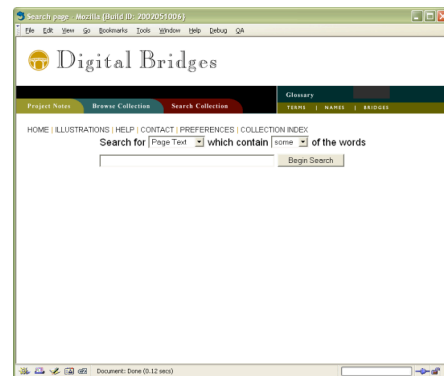 Search page - Mozilla {Build ID: 2002051006}
File Edit View Go Bookmarks Tools Window Help Debug QA
Digital Bridges
Glossary
Project Notes Browse Collection Search Collection TERMS | NAMES | BRIDGES
HOME | ILLUSTRATIONS | HELP | CONTACT | PREFERENCES | COLLECTION INDEX
Search for Page Text which contain some of the words
Begin Search
Document: Done (0.12 secs)